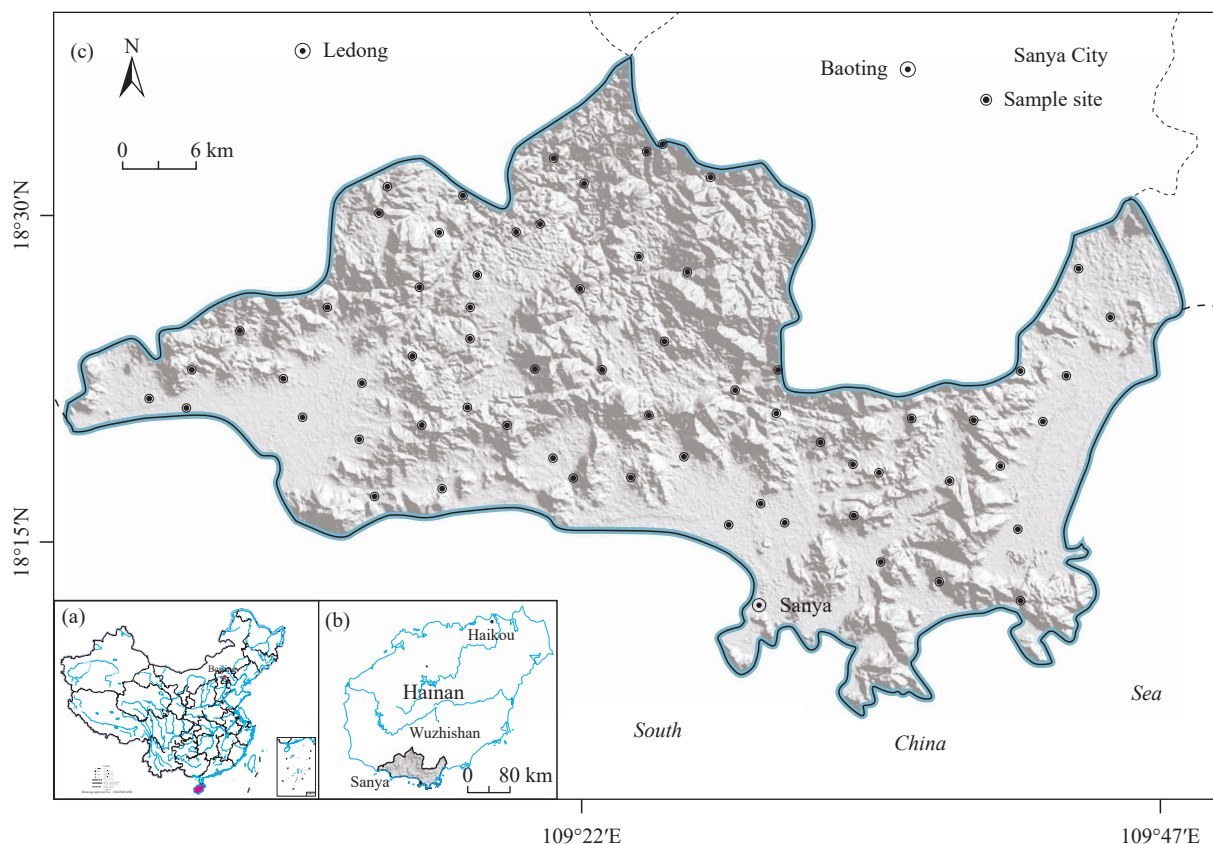 (c)
N
Ledong
Baoting
Sanya City
Sample site
0 6 km
18°30′N
18°15′N
Sanya
(a)
Beijing
(b)
Haikou
Hainan
Wuzhishan
Sanya
0 80 km
South
China
Sea
109°22′E
109°47′E